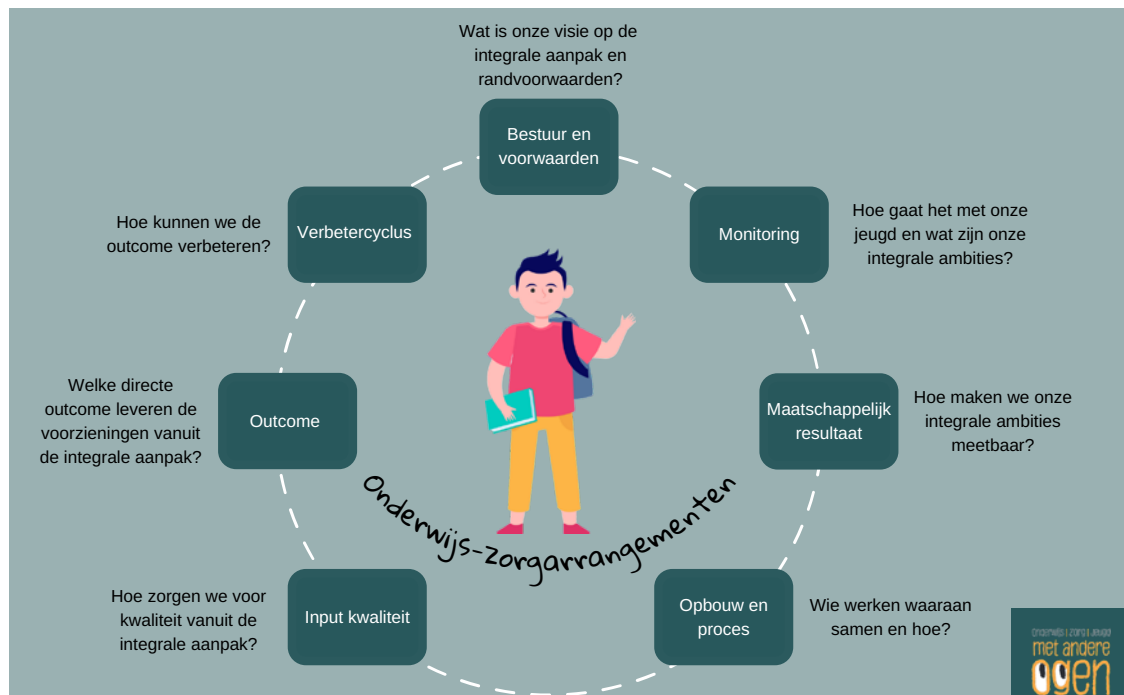 Wat is onze visie op de
integrale aanpak en
randvoorwaarden?
Bestuur en
voorwaarden
Hoe kunnen we de
outcome verbeteren?
Verbetercyclus
Monitoring
Hoe gaat het met onze
jeugd en wat zijn onze
integrale ambities?
Welke directe
outcome leveren de
voorzieningen vanuit
de integrale aanpak?
Outcome
Maatschappelijk
resultaat
Hoe maken we onze
integrale ambities
meetbaar?
Onderwijs-zorgarrangementen
Hoe zorgen we voor
kwaliteit vanuit de
integrale aanpak?
Input kwaliteit
Opbouw en
proces
Wie werken waaraan
samen en hoe?
Onderwijs | Zorg | Jeugd
met andere
ogen